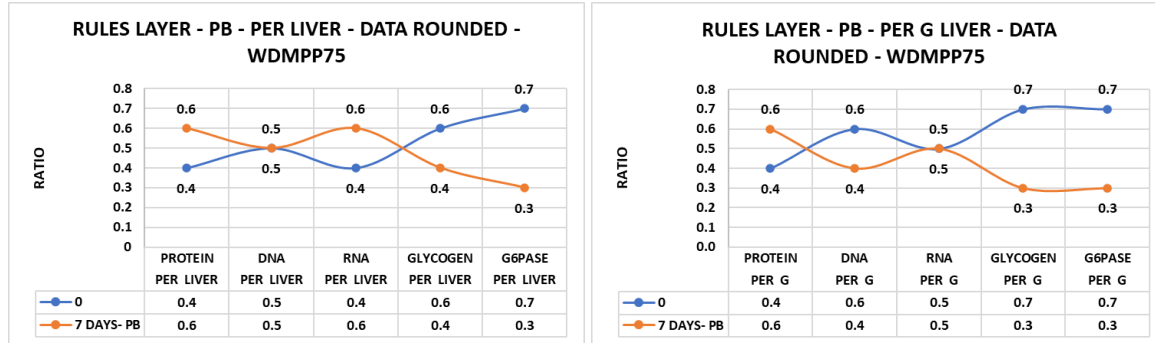 RULES LAYER - PB - PER LIVER - DATA ROUNDED -
WDMPP75
0.8
0.7
0.6
0.5
0.4
0.3
0.2
0.1
0
RATIO
0.6
0.5
0.6
0.6
0.7
0.4
0.5
0.4
0.4
0.3
PROTEIN PER LIVER
DNA PER LIVER
RNA PER LIVER
GLYCOGEN PER LIVER
G6PASE PER LIVER
0 0.4 0.5 0.4 0.6 0.7
7 DAYS- PB 0.6 0.5 0.6 0.4 0.3
RULES LAYER - PB - PER G LIVER - DATA
ROUNDED - WDMPP75
0.8
0.7
0.6
0.5
0.4
0.3
0.2
0.1
0.0
RATIO
0.6
0.6
0.5
0.7
0.7
0.4
0.4
0.5
0.3
0.3
PROTEIN PER G
DNA PER G
RNA PER G
GLYCOGEN PER G
G6PASE PER G
0 0.4 0.6 0.5 0.7 0.7
7 DAYS- PB 0.6 0.4 0.5 0.3 0.3